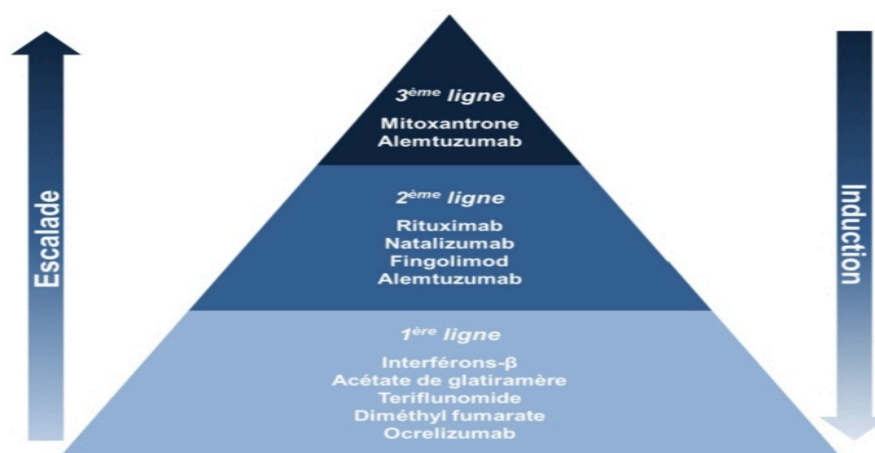 3ème ligne
Mitoxantrone
Alemtuzumab
2ème ligne
Rituximab
Natalizumab
Fingolimod
Alemtuzumab
1ère ligne
Interférons-β
Acétate de glatiramère
Teriflunomide
Diméthyl fumarate
Ocrelizumab
Escalade
Induction